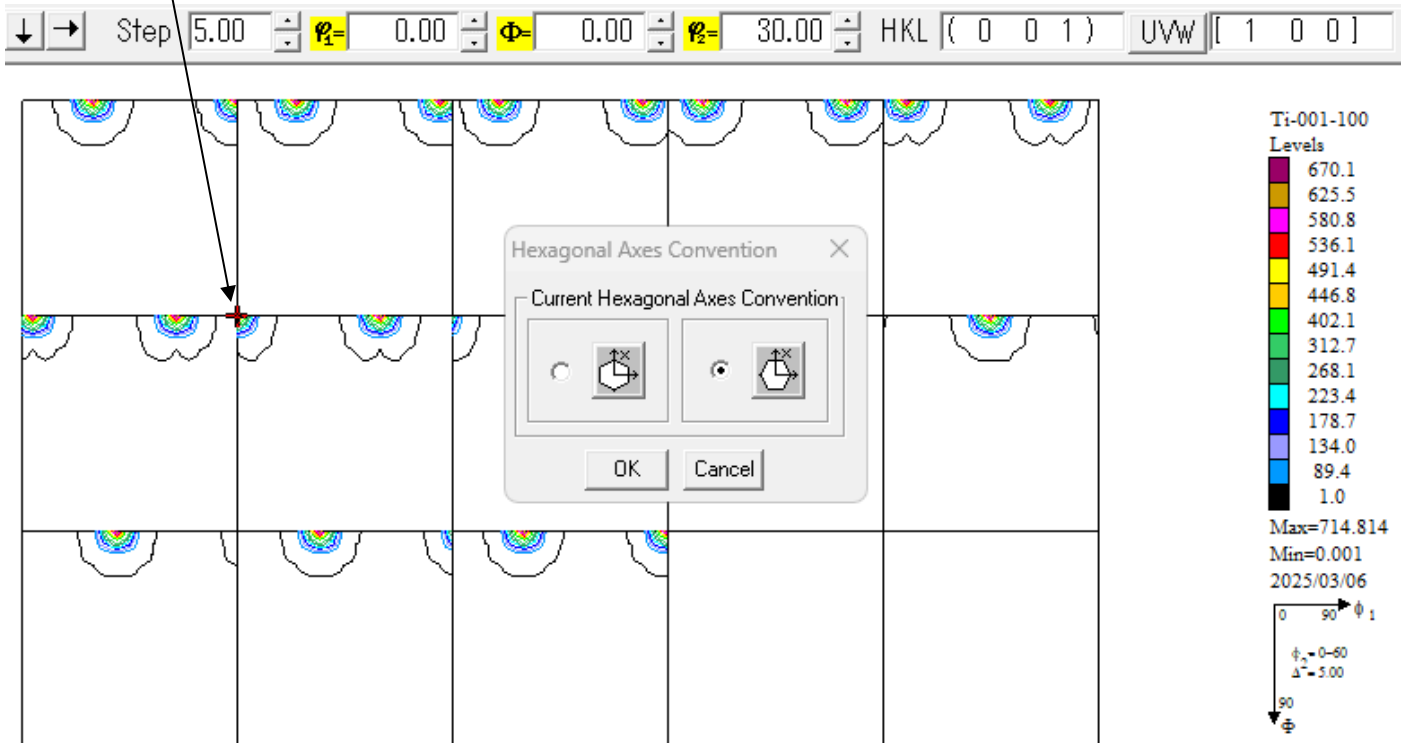 Step 5.00 φ1= 0.00 Φ= 0.00 φ2= 30.00 HKL ( 0 0 1 ) UVW [ 1 0 0 ]
Ti-001-100
Levels
670.1
625.5
580.8
536.1
491.4
446.8
402.1
312.7
268.1
223.4
178.7
134.0
89.4
1.0
Max=714.814
Min=0.001
2025/03/06
0 90 ϕ 1
ϕ2= 0-60
Δ = 5.00
90
Φ
Hexagonal Axes Convention
Current Hexagonal Axes Convention
X
X
OK Cancel